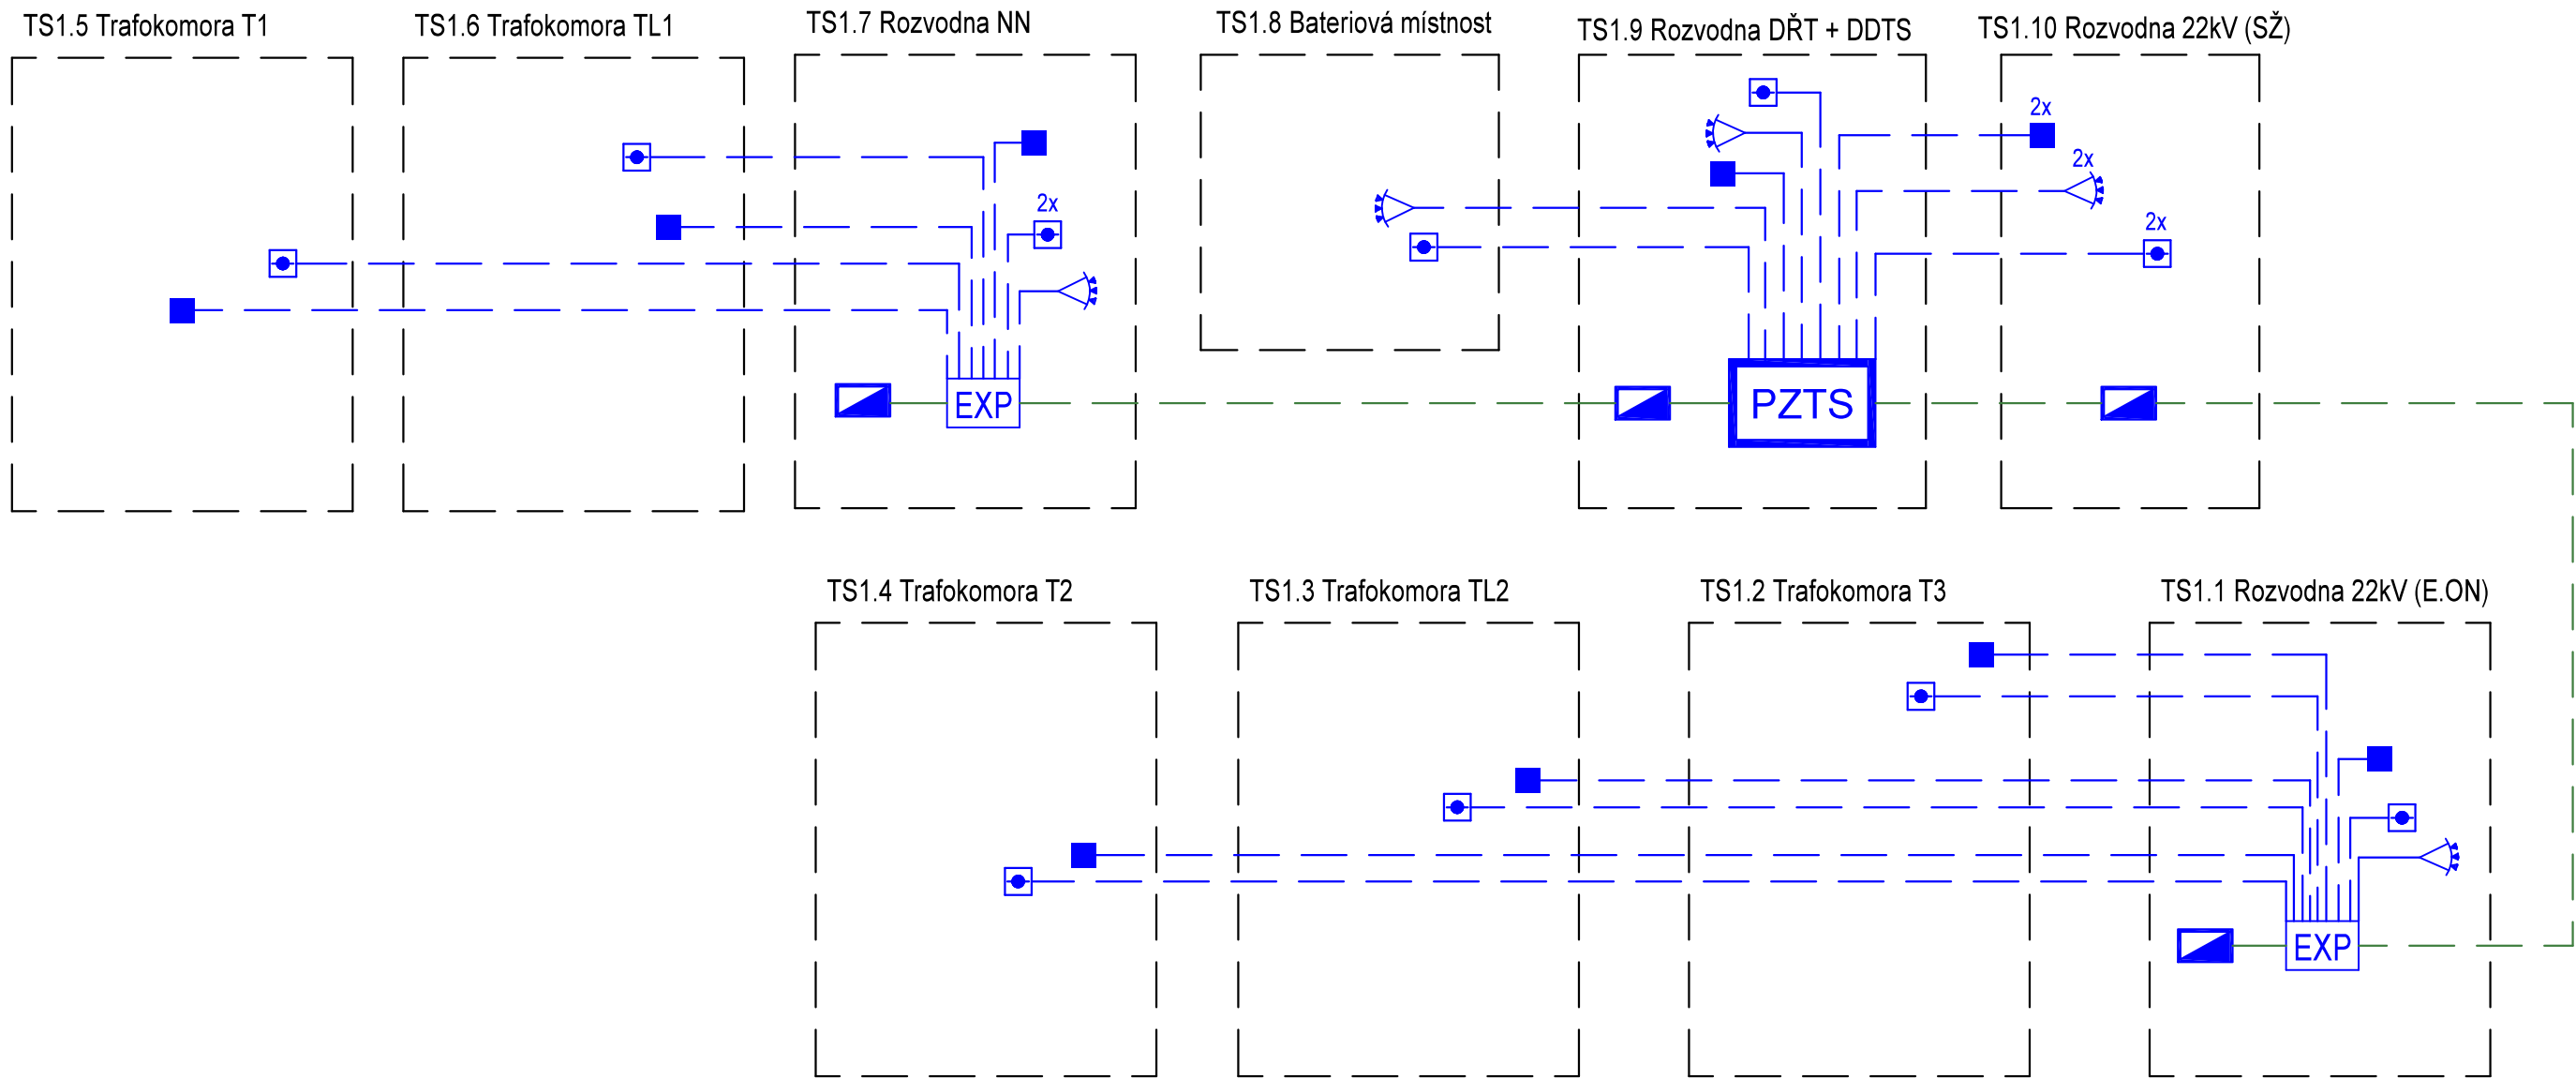 TS1.5 Trafokomora T1
TS1.6 Trafokomora TL1
TS1.7 Rozvodna NN
TS1.8 Bateriová místnost
TS1.9 Rozvodna DŘT + DDTS
TS1.10 Rozvodna 22kV (SŽ)
2x
2x
2x
2x
EXP
PZTS
TS1.4 Trafokomora T2
TS1.3 Trafokomora TL2
TS1.2 Trafokomora T3
TS1.1 Rozvodna 22kV (E.ON)
EXP